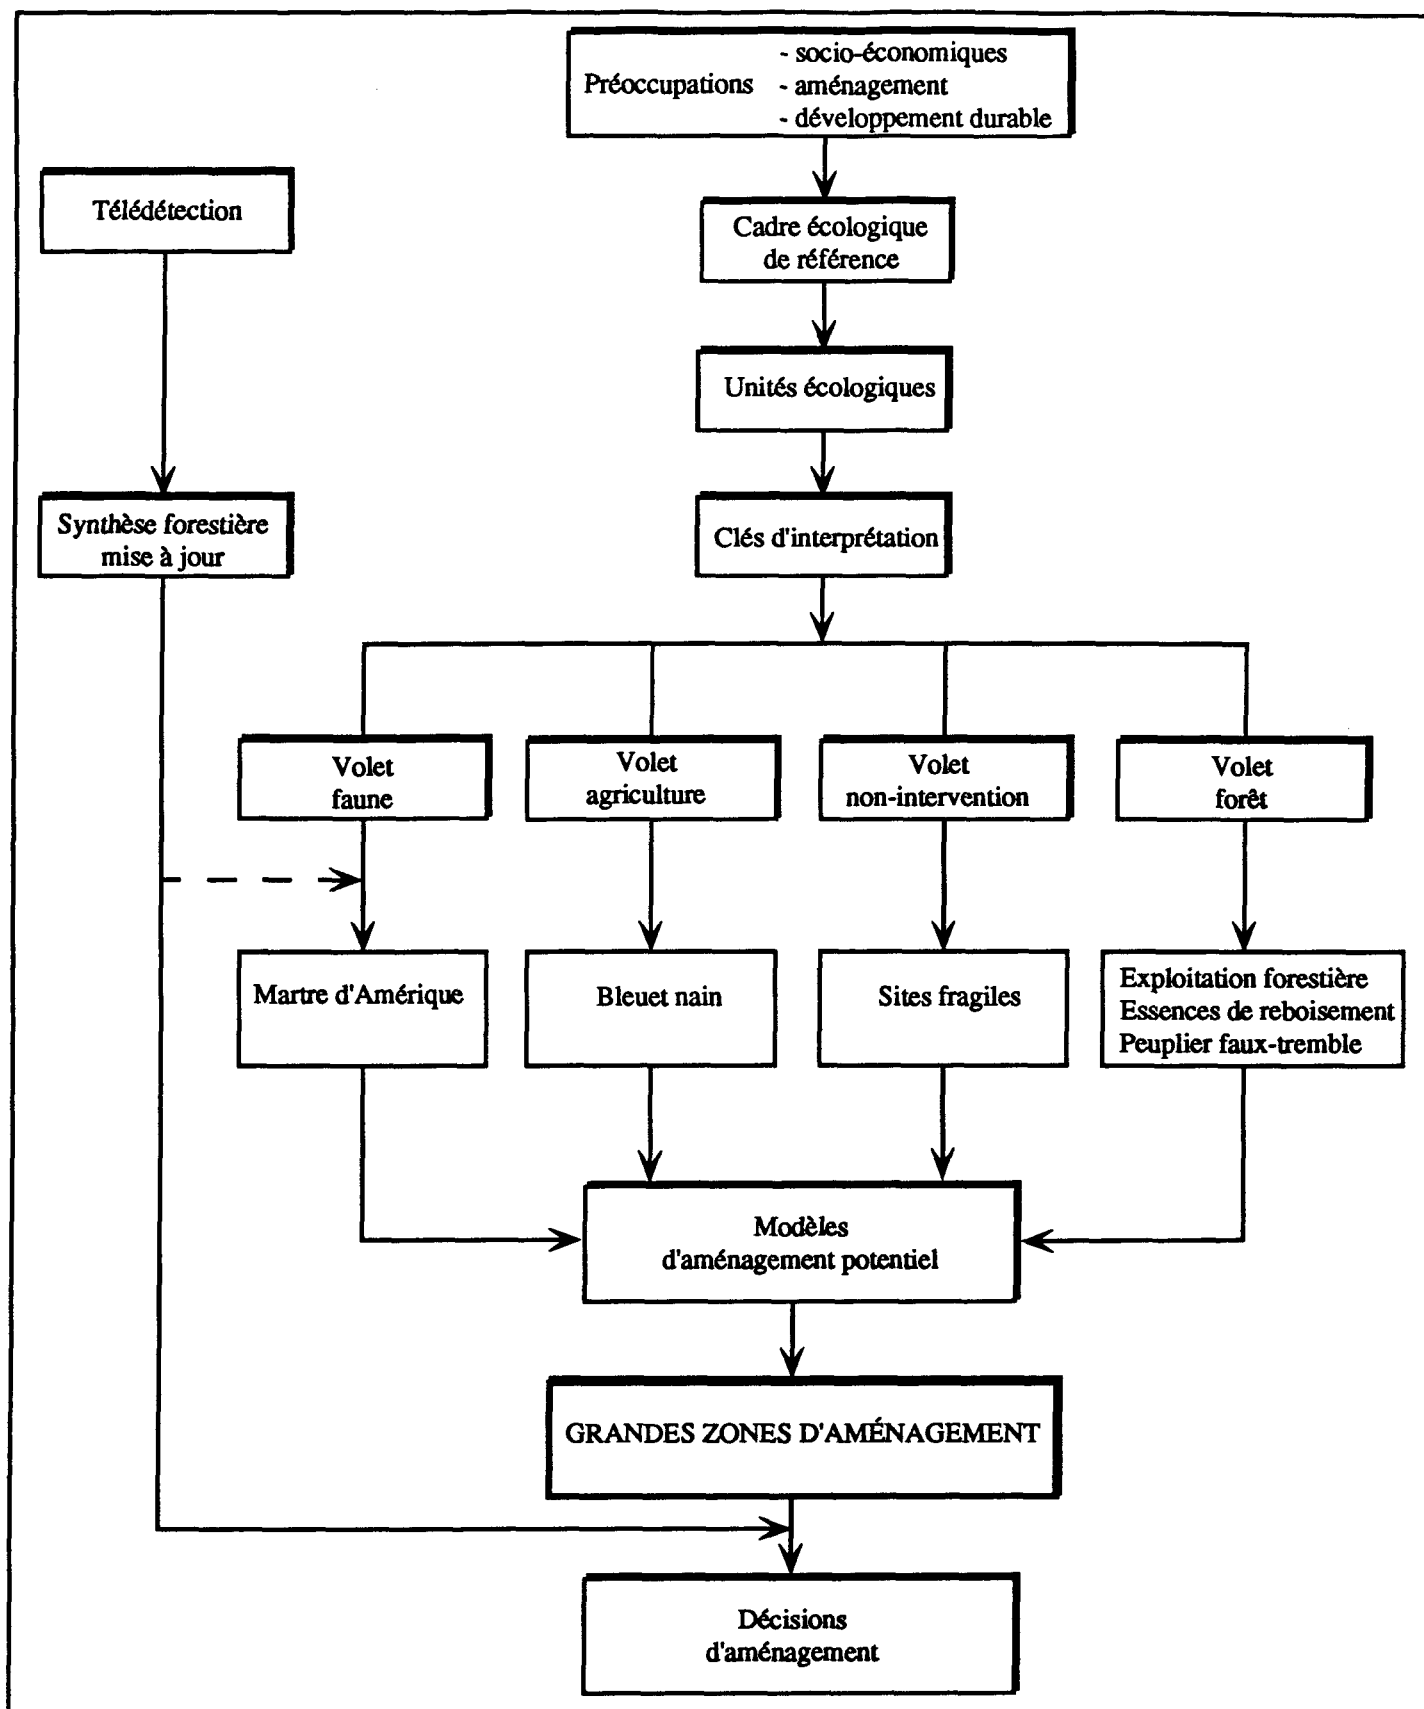 Préoccupations
- socio-économiques
- aménagement
- développement durable
Télédétection
Cadre écologique
de référence
Unités écologiques
Synthèse forestière
mise à jour
Clés d'interprétation
Volet
faune
Volet
agriculture
Volet
non-intervention
Volet
forêt
Martre d'Amérique
Bleuet nain
Sites fragiles
Exploitation forestière
Essences de reboisement
Peuplier faux-tremble
Modèles
d'aménagement potentiel
GRANDES ZONES D'AMÉNAGEMENT
Décisions
d'aménagement